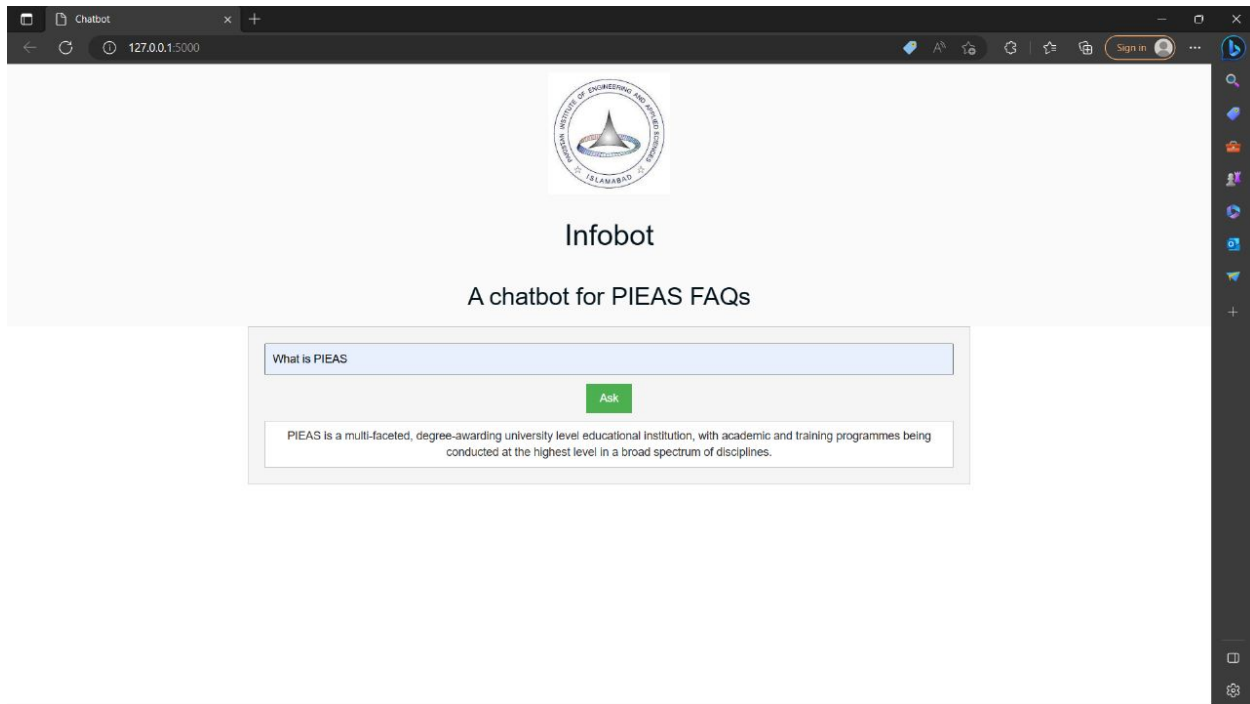 Chatbot
127.0.0.1:5000
Sign in
PAKISTAN INSTITUTE OF ENGINEERING AND APPLIED SCIENCES
ISLAMABAD
Infobot
A chatbot for PIEAS FAQs
What is PIEAS
Ask
PIEAS is a multi-faceted, degree-awarding university level educational institution, with academic and training programmes being
conducted at the highest level in a broad spectrum of disciplines.